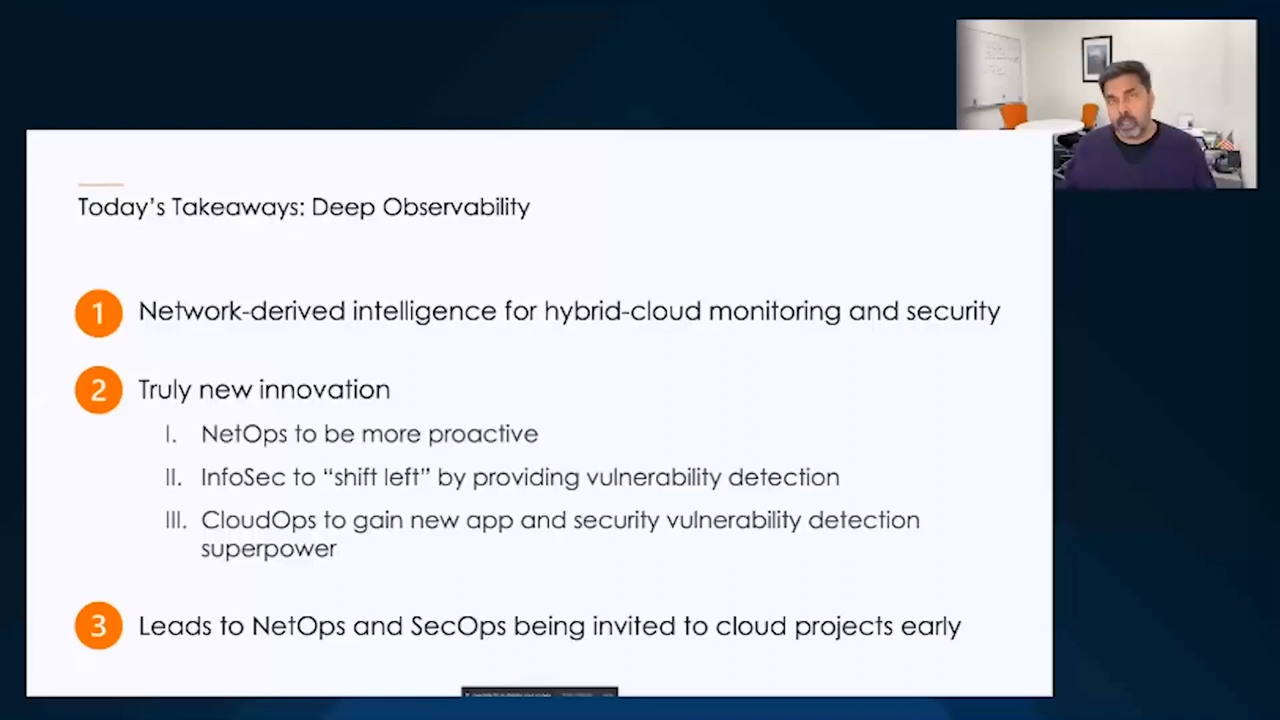 Today's Takeaways: Deep Observability
1 Network-derived intelligence for hybrid-cloud monitoring and security
2 Truly new innovation
I. NetOps to be more proactive
II. InfoSec to “shift left” by providing vulnerability detection
III. CloudOps to gain new app and security vulnerability detection
superpower
3 Leads to NetOps and SecOps being invited to cloud projects early